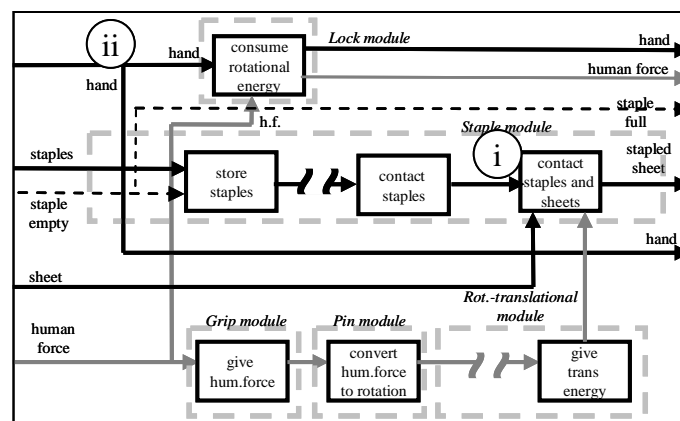 ii
Lock module
hand
consume
rotational
energy
hand
hand
human force
h.f.
staple
full
Staple module
i
staples
store
staples
contact
staples
contact
staples and
sheets
stapled
sheet
staple
empty
hand
sheet
Rot.-translational
module
human
force
Grip module
Pin module
give
hum.force
convert
hum.force
to rotation
give
trans
energy